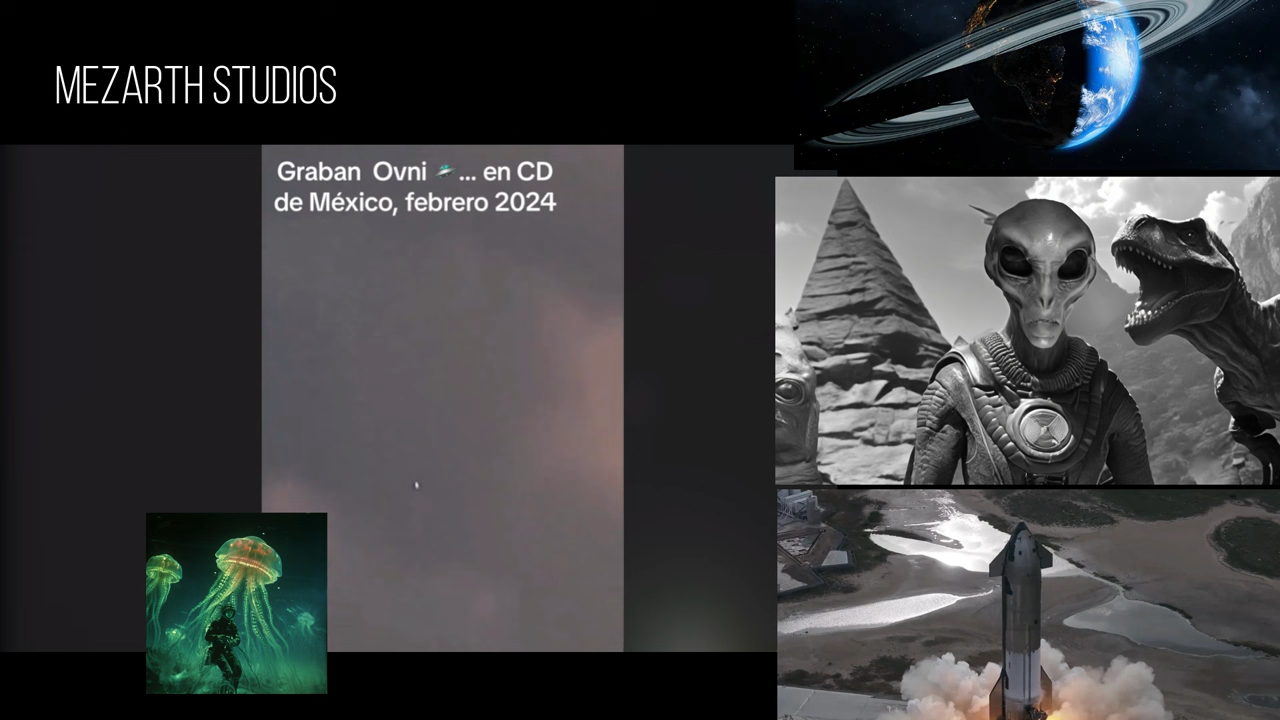 MEZARTH STUDIOS
Graban Ovni 🛸... en CD
de México, febrero 2024